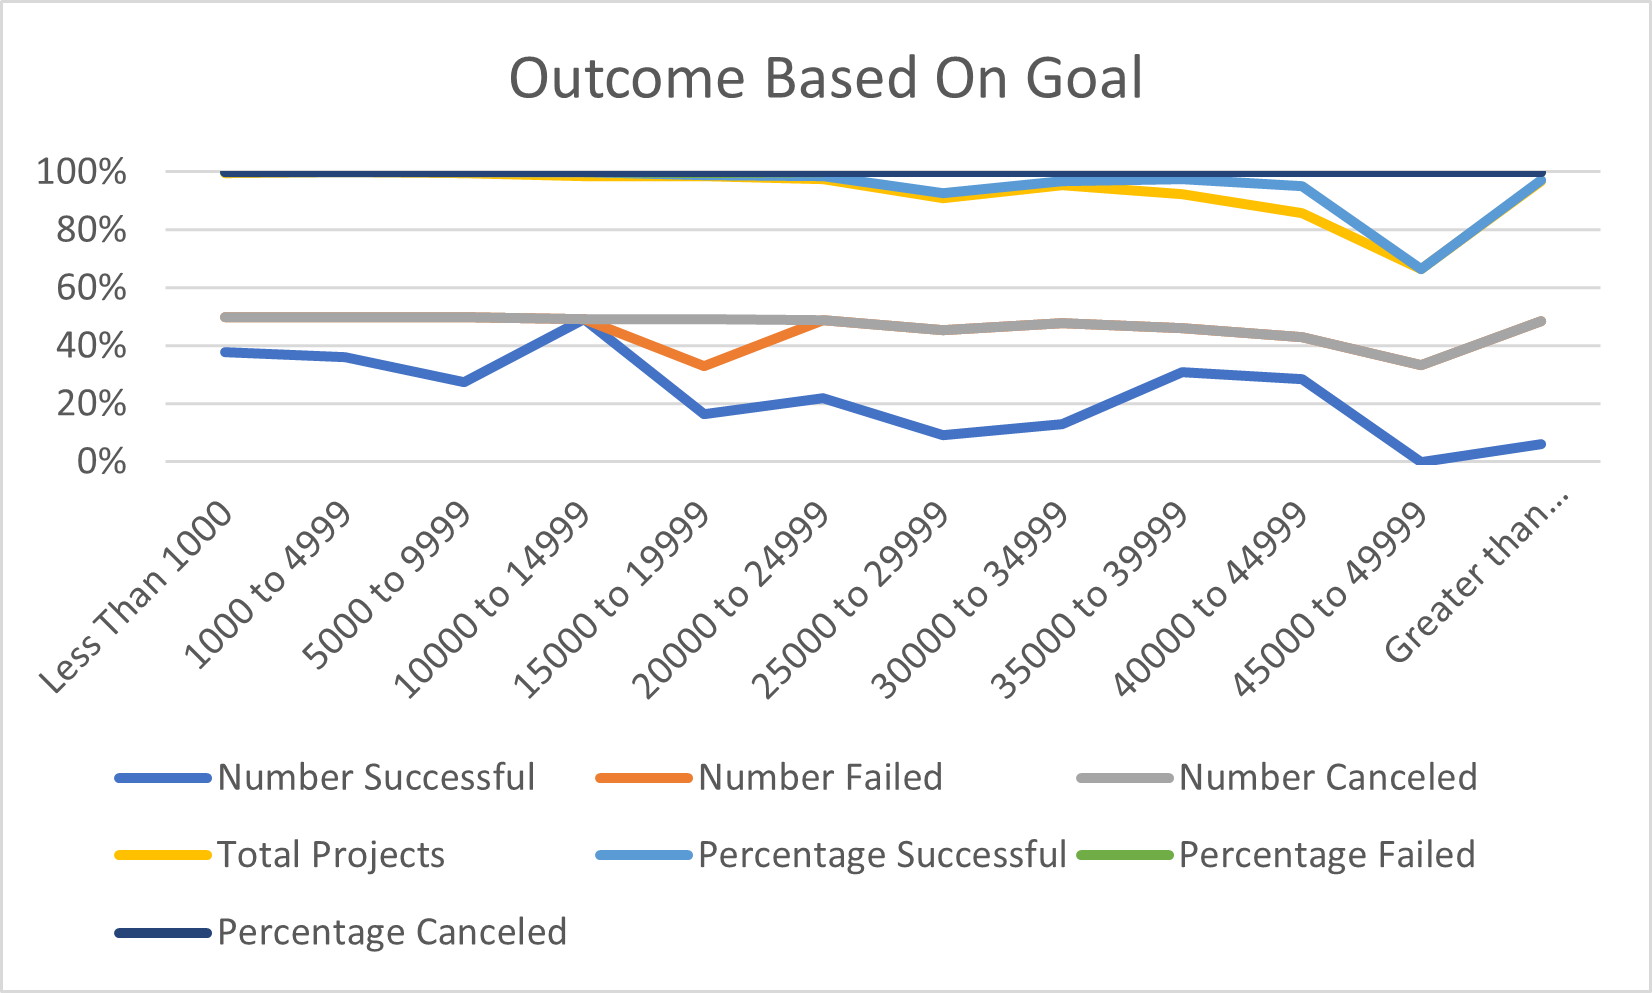 Outcome Based On Goal
100%
80%
60%
40%
20%
0%
Less Than 1000
1000 to 4999
5000 to 9999
10000 to 14999
15000 to 19999
20000 to 24999
25000 to 29999
30000 to 34999
35000 to 39999
40000 to 44999
45000 to 49999
Greater than...
Number Successful
Number Failed
Number Canceled
Total Projects
Percentage Successful
Percentage Failed
Percentage Canceled